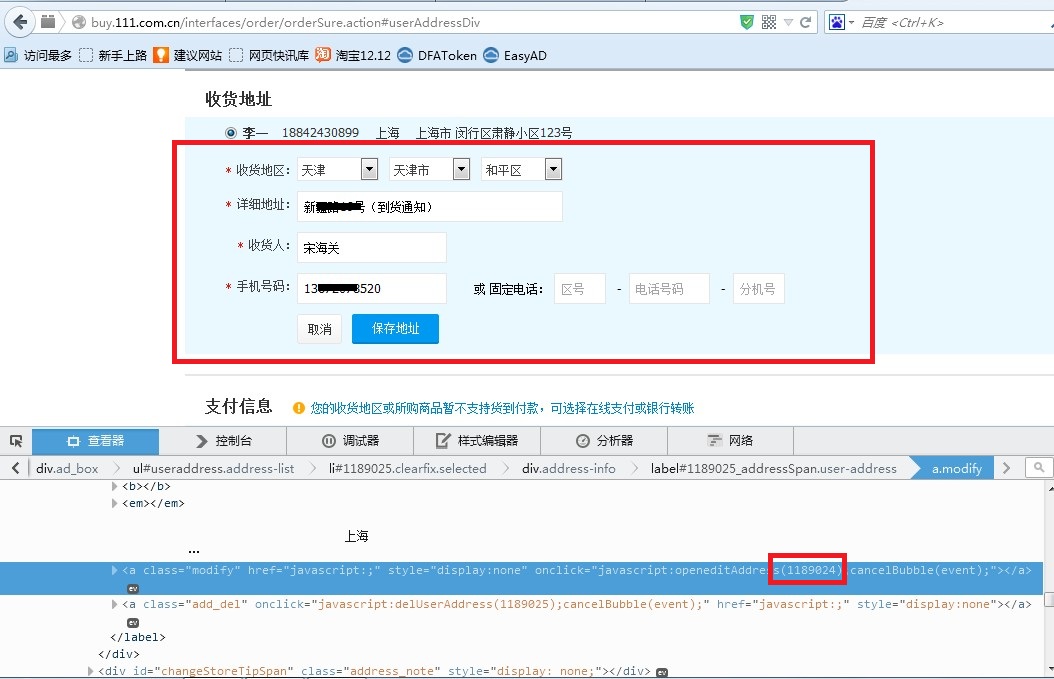 buy.111.com.cn/interfaces/order/orderSure.action#userAddressDiv
百度 <Ctrl+K>
访问最多 新手上路 建议网站 网页快讯库 淘宝12.12 DFAToken EasyAD
收货地址
李一 18842430899 上海 上海市 闵行区肃静小区123号
* 收货地区: 天津 天津市 和平区
* 详细地址: 新 号（到货通知）
* 收货人: 宋海关
* 手机号码: 13 3520 或 固定电话: 区号 - 电话号码 - 分机号
取消 保存地址
支付信息 您的收货地区或所购商品暂不支持货到付款，可选择在线支付或银行转账
查看器 控制台 调试器 样式编辑器 分析器 网络
div.ad_box ul#useraddress.address-list li#1189025.clearfix.selected div.address-info label#1189025_addressSpan.user-address a.modify
<b></b>
<em></em>
上海
...
<a class="modify" href="javascript:;" style="display:none" onclick="javascript:openeditAddress(1189024);cancelBubble(event);"></a>
ev
<a class="add_del" onclick="javascript:delUserAddress(1189025);cancelBubble(event);" href="javascript:;" style="display:none"></a>
ev
</label>
</div>
<div id="changeStoreTipSpan" class="address_note" style="display: none;"></div> ev